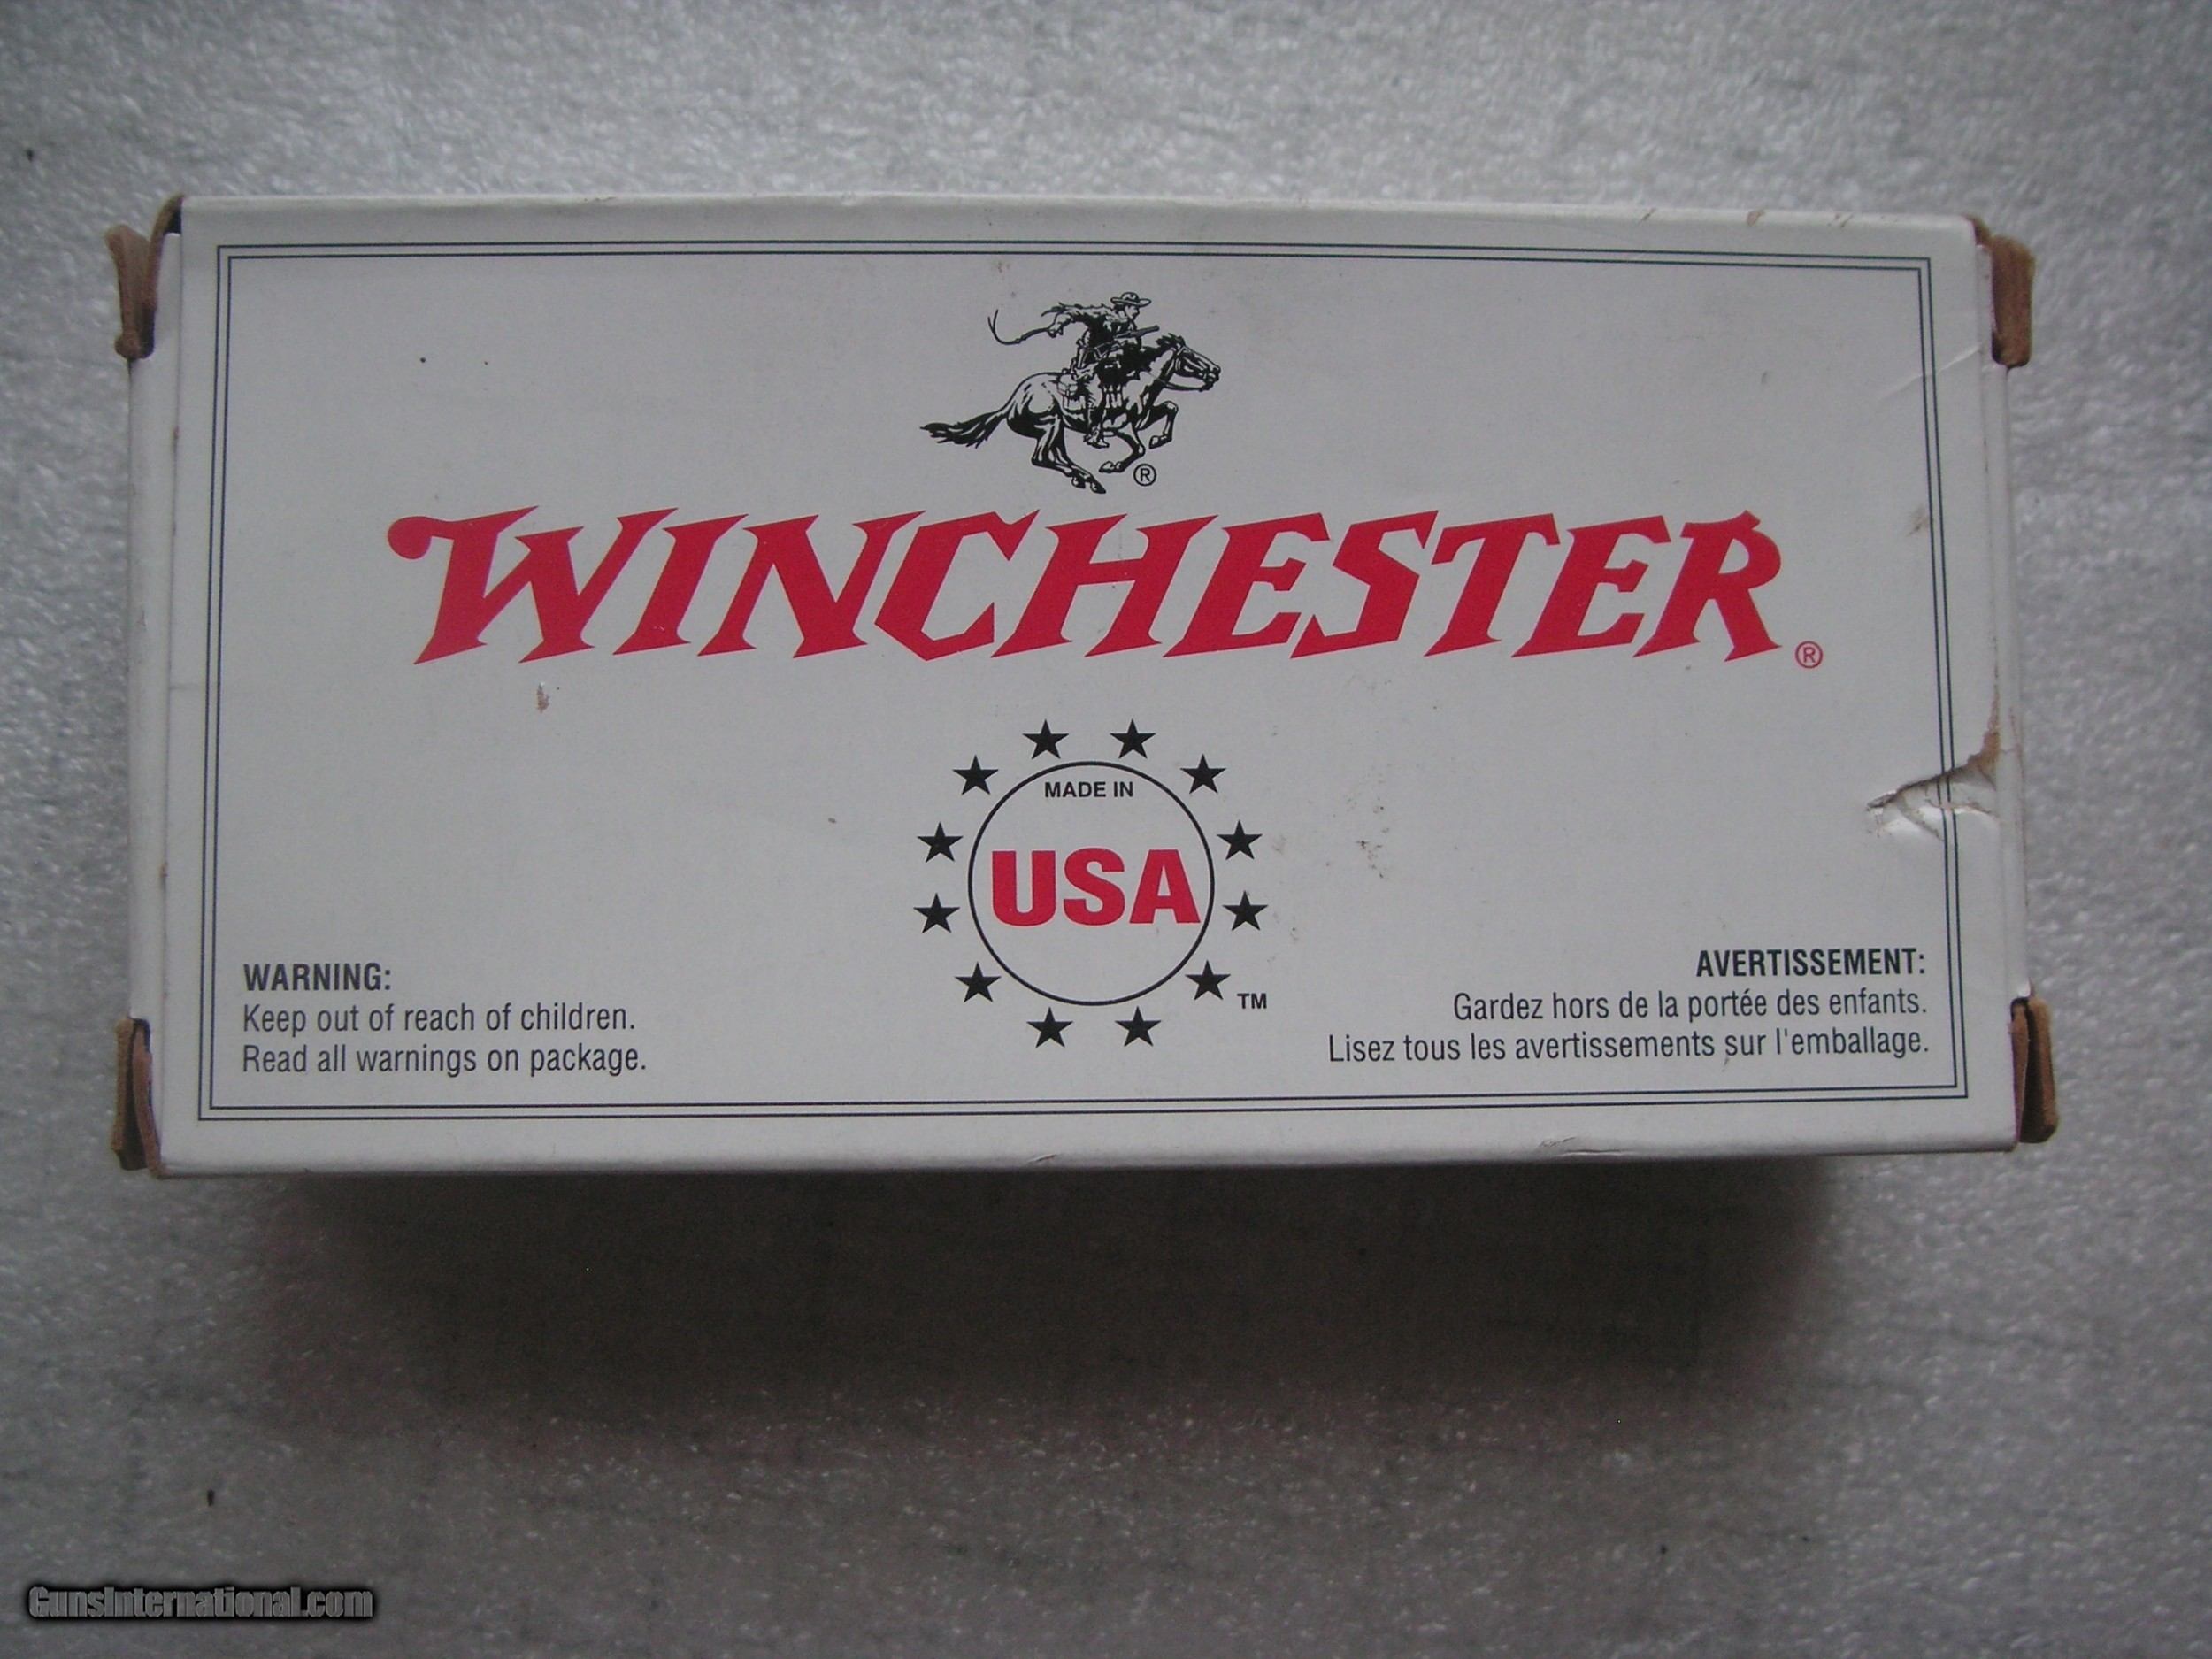 ®
WINCHESTER®
MADE IN
USA
TM
WARNING:
Keep out of reach of children.
Read all warnings on package.
AVERTISSEMENT:
Gardez hors de la portée des enfants.
Lisez tous les avertissements sur l'emballage.
GunsInternational.com